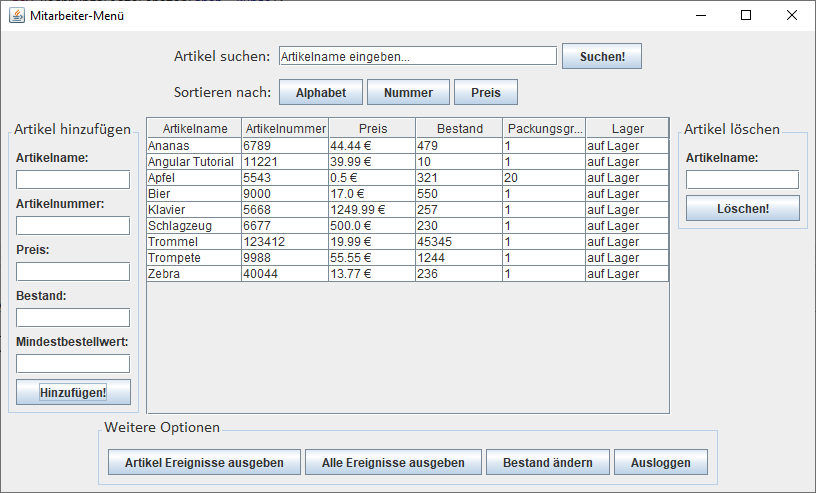 Mitarbeiter-Menü
Artikel suchen: Artikelname eingeben... Suchen!
Sortieren nach: Alphabet Nummer Preis
Artikel hinzufügen
Artikelname:
Artikelnummer:
Preis:
Bestand:
Mindestbestellwert:
Hinzufügen!
Artikelname Artikelnummer Preis Bestand Packungsgr... Lager
Ananas 6789 44.44 € 479 1 auf Lager
Angular Tutorial 11221 39.99 € 10 1 auf Lager
Apfel 5543 0.5 € 321 20 auf Lager
Bier 9000 17.0 € 550 1 auf Lager
Klavier 5668 1249.99 € 257 1 auf Lager
Schlagzeug 6677 500.0 € 230 1 auf Lager
Trommel 123412 19.99 € 45345 1 auf Lager
Trompete 9988 55.55 € 1244 1 auf Lager
Zebra 40044 13.77 € 236 1 auf Lager
Artikel löschen
Artikelname:
Löschen!
Weitere Optionen
Artikel Ereignisse ausgeben Alle Ereignisse ausgeben Bestand ändern Ausloggen